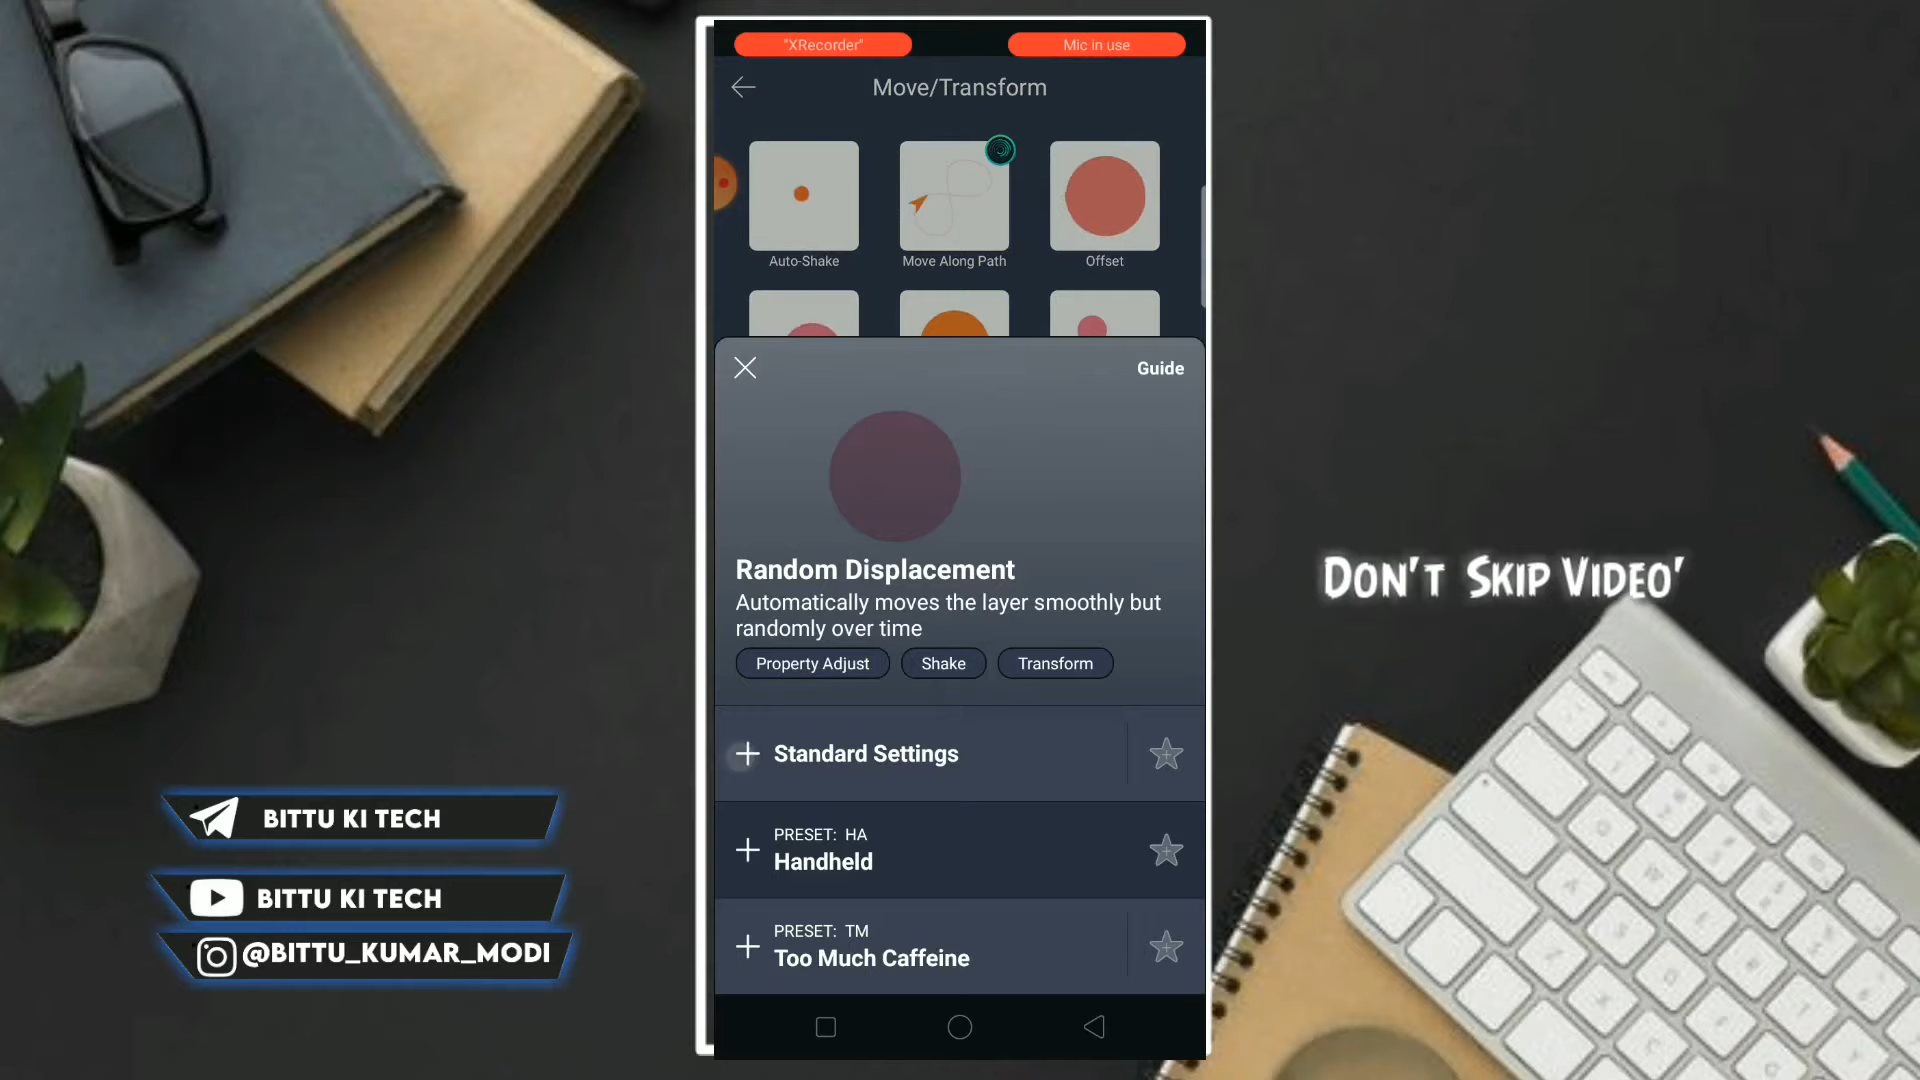 "XRecorder"
Mic in use
Move/Transform
Auto-Shake
Move Along Path
Offset
Guide
Random Displacement
Automatically moves the layer smoothly but
randomly over time
Property Adjust
Shake
Transform
Standard Settings
PRESET: HA
Handheld
PRESET: TM
Too Much Caffeine
DON'T SKIP VIDEO'
BITTU KI TECH
BITTU KI TECH
@BITTU_KUMAR_MODI